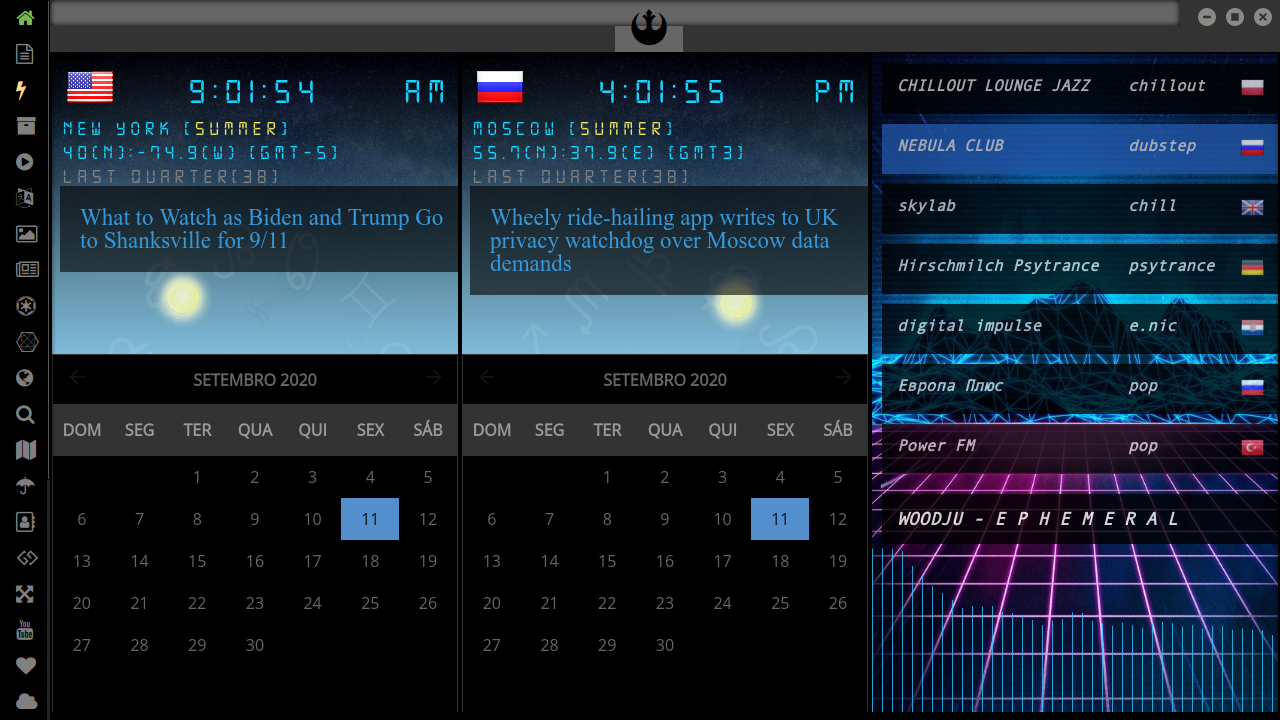 9:01:54 AM
NEW YORK (SUMMER)
40(N):-74.9(W) (GMT-5)
LAST QUARTER(38)
What to Watch as Biden and Trump Go
to Shanksville for 9/11
SETEMBRO 2020
DOM SEG TER QUA QUI SEX SÁB
1 2 3 4 5
6 7 8 9 10 11 12
13 14 15 16 17 18 19
20 21 22 23 24 25 26
27 28 29 30
4:01:55 PM
MOSCOW (SUMMER)
55.7(N):37.9(E) (GMT3)
LAST QUARTER(38)
Wheely ride-hailing app writes to UK
privacy watchdog over Moscow data
demands
SETEMBRO 2020
DOM SEG TER QUA QUI SEX SÁB
1 2 3 4 5
6 7 8 9 10 11 12
13 14 15 16 17 18 19
20 21 22 23 24 25 26
27 28 29 30
CHILLOUT LOUNGE JAZZ chillout
NEBULA CLUB dubstep
skylab chill
Hirschmilch Psytrance psytrance
digital impulse e.nic
Европа Плюс pop
Power FM pop
WOODJU - E P H E M E R A L
You
Tube